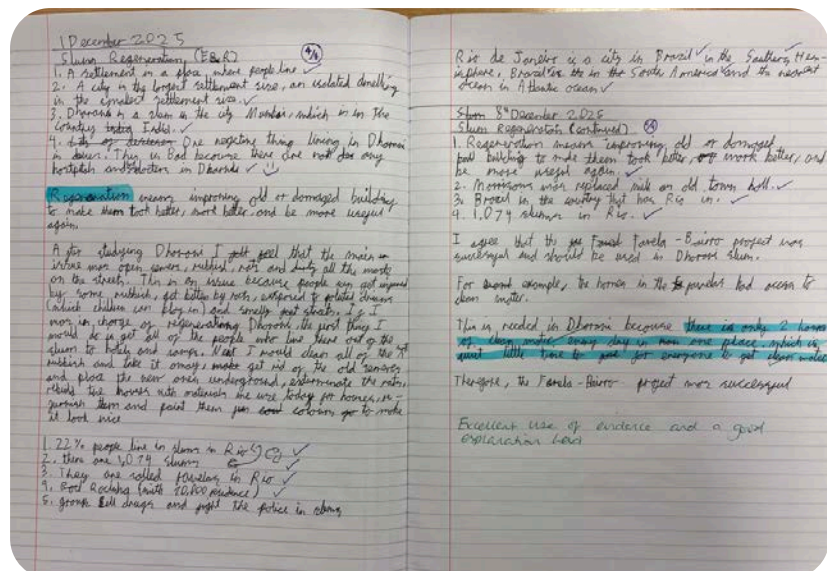 1 December 2025
Slum Regeneration (E&R) 4/4
1. A settlement is a place where people live
2. A city is the largest settlement size, an isolated dwelling
is the smallest settlement size.
3. Dharavi is a slum in the city Mumbai, which is in the
country India.
4. One negative thing living in Dharavi
is . This is Bad because there are not any
hospitals and doctors in Dharavi
Regeneration means improving old or damaged building
to make them look better, work better, and be more useful
again.
After studying Dharavi I feel that the main
issue was open sewers, rubbish, rats and all the waste
on the streets. This is an issue because people can get injured
by some rubbish, get bitten by rats, exposed to drains
(which children can play in) and smelly streets. If I
was in charge of regenerating Dharavi, the first thing I
would do is get all of the people who live there out of the
slum to hotels and . Next I would clean all of the
rubbish and take it away, get rid of the old sewers
and place the new ones underground, exterminate the rats,
rebuild the houses with materials we use today for homes, re-
furnish them and paint them colours to make
it look nice
1. 22% people live in slums in Rio
2. there are 1,074 slums
3. They are called favelas in Rio
4. Rocinha (with )
5. groups sell drugs and fight the police in slums
Rio de Janeiro is a city in Brazil in the Southern Hem-
isphere, Brazil is in the South America and the nearest
ocean is Atlantic ocean
8th December 2025
Slum Regeneration (continued)
1. Regeneration means improving old or damaged
building to make them look better, work better, and
be more useful again.
2. Morrisons was replaced with an old town hall.
3. Brazil is the country that has Rio in.
4. 1,074 slums in Rio.
I agree that the Favela-Bairro project was
successful and should be used in Dharavi slum.
For example, the homes in the favelas had access to
clean water.
This is needed in Dharavi because there is only 2 hours
of clean water every day in one place, which is
quiet little time for everyone to get clean water
Therefore, the Favela-Bairro project was successful
Excellent use of evidence and a good
explanation